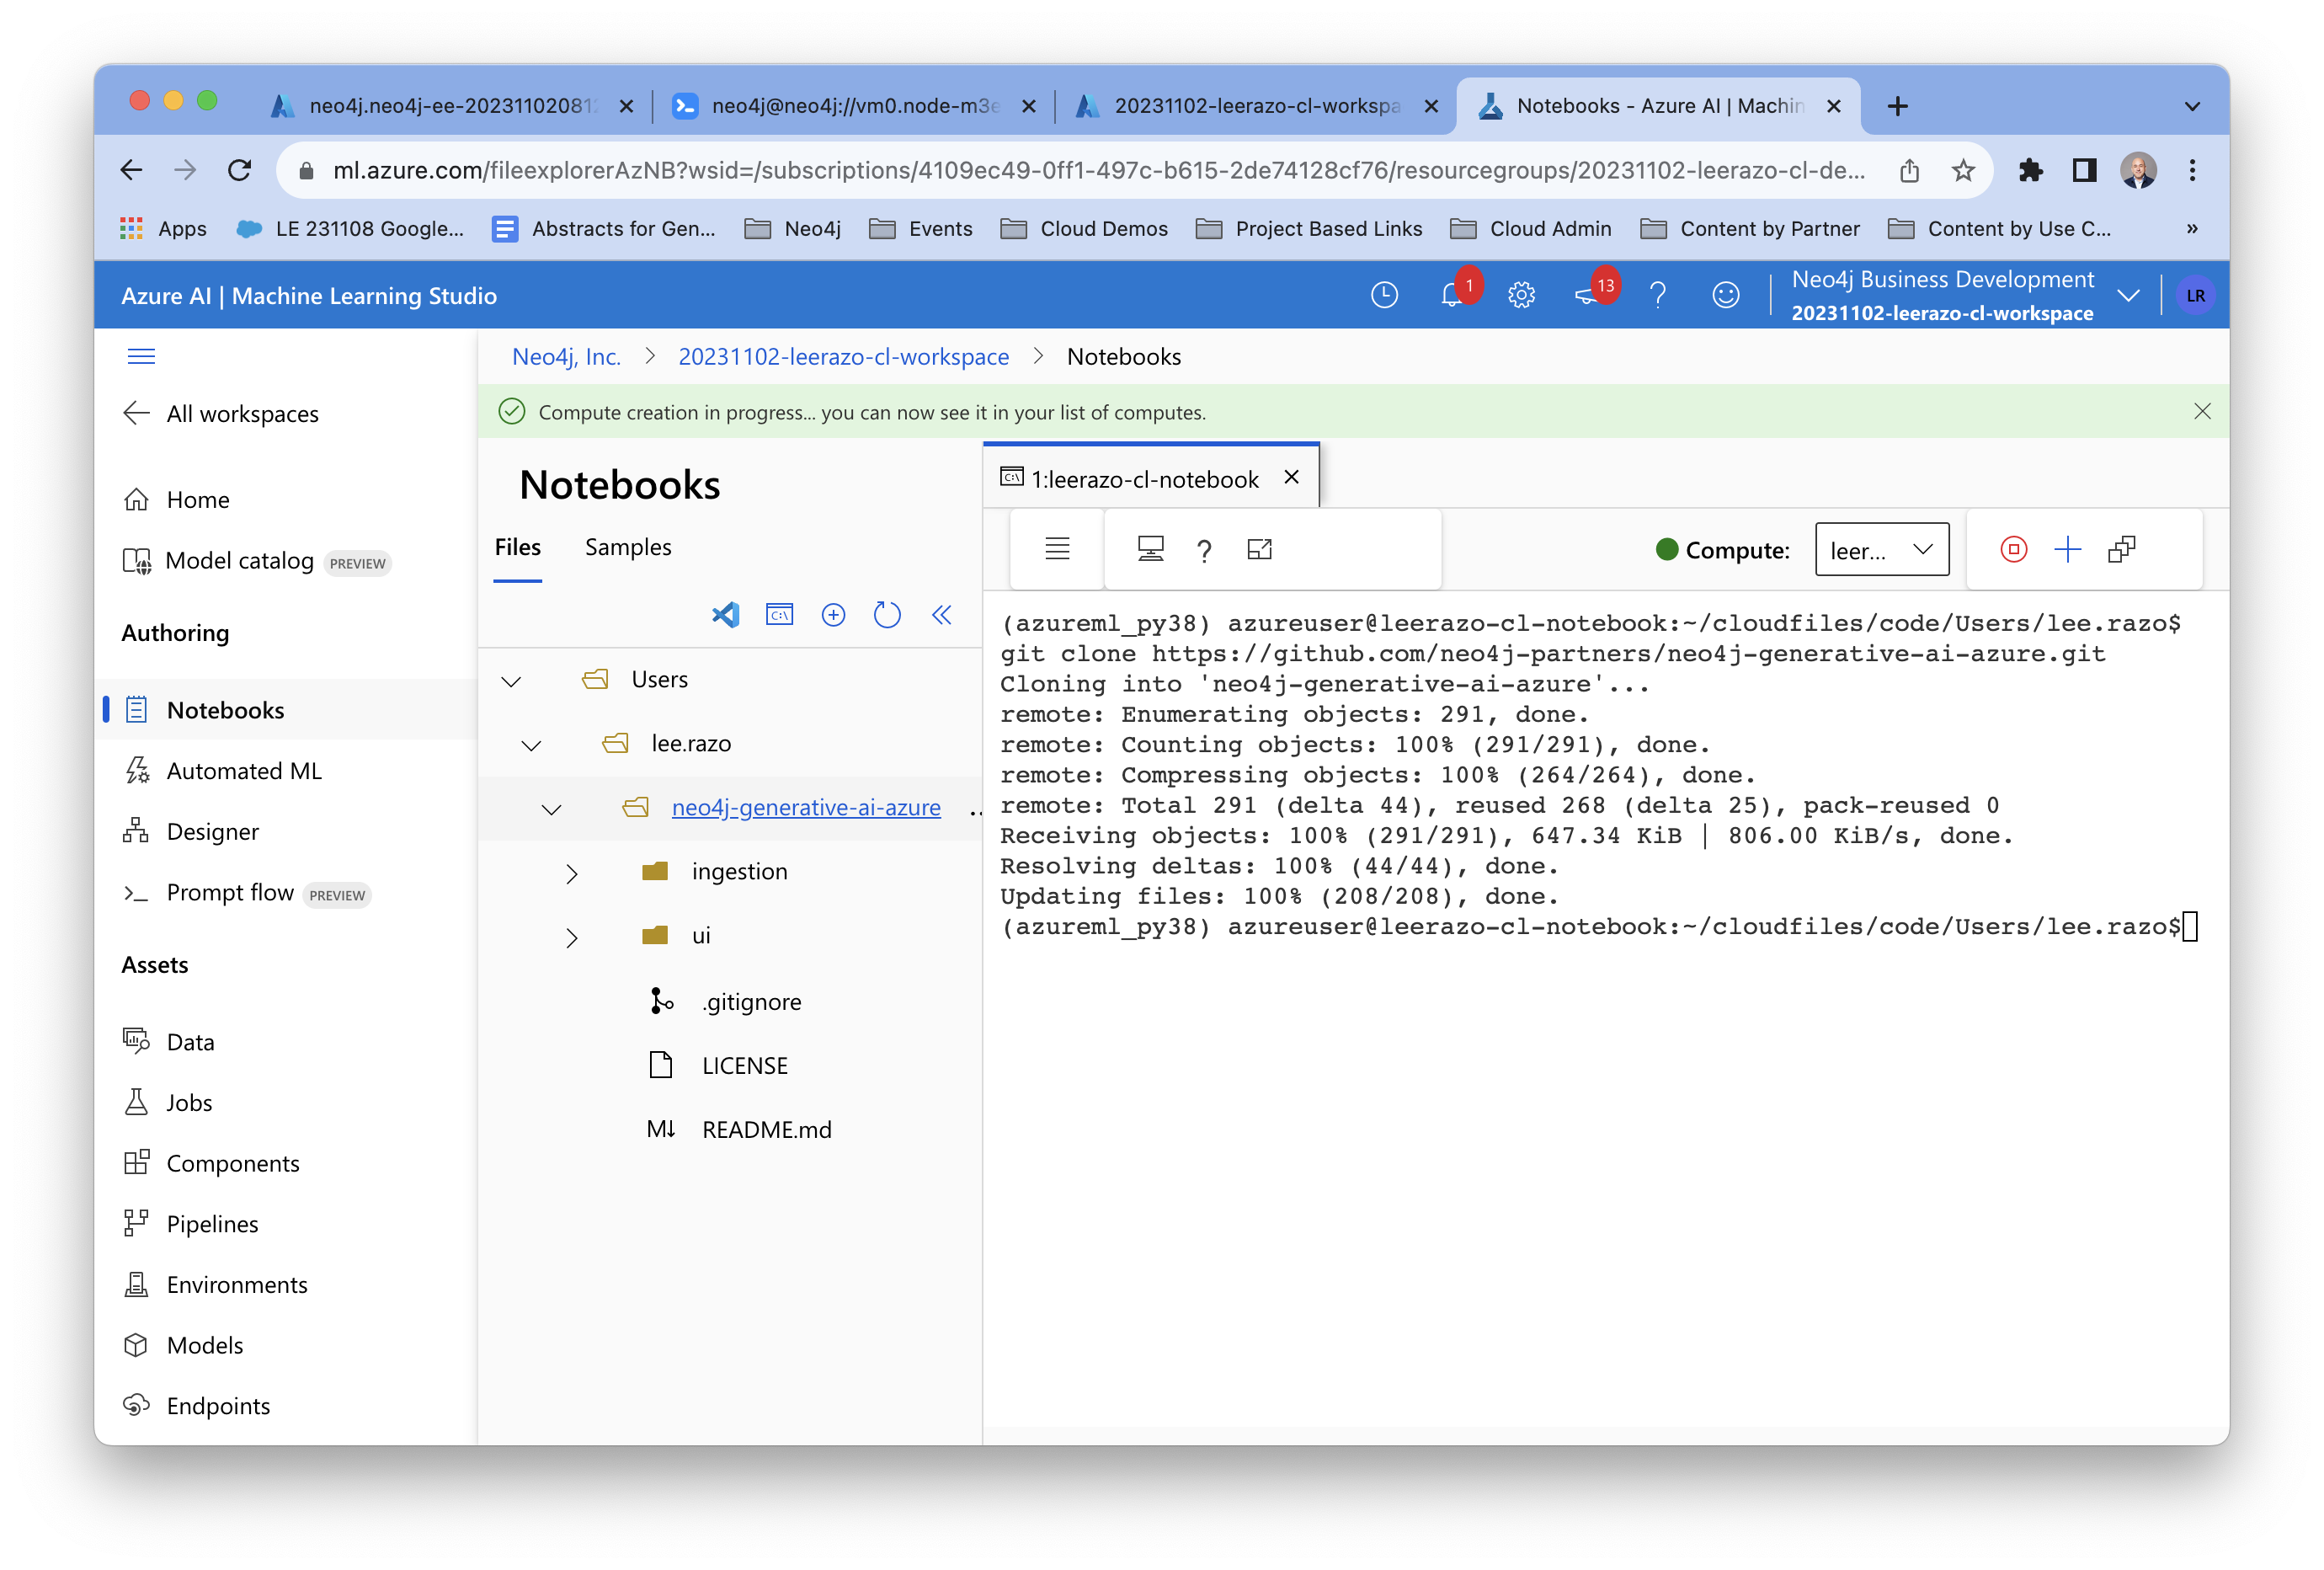 neo4j.neo4j-ee-20231102081
neo4j@neo4j://vm0.node-m3e
20231102-leerazo-cl-workspa
Notebooks - Azure AI | Machin
ml.azure.com/fileexplorerAzNB?wsid=/subscriptions/4109ec49-0ff1-497c-b615-2de74128cf76/resourcegroups/20231102-leerazo-cl-de...
Apps
LE 231108 Google...
Abstracts for Gen...
Neo4j
Events
Cloud Demos
Project Based Links
Cloud Admin
Content by Partner
Content by Use C...
»
Azure AI | Machine Learning Studio
1
13
Neo4j Business Development
20231102-leerazo-cl-workspace
LR
All workspaces
Home
Model catalog PREVIEW
Authoring
Notebooks
Automated ML
Designer
Prompt flow PREVIEW
Assets
Data
Jobs
Components
Pipelines
Environments
Models
Endpoints
Neo4j, Inc. > 20231102-leerazo-cl-workspace > Notebooks
Compute creation in progress... you can now see it in your list of computes.
Notebooks
Files
Samples
Users
lee.razo
neo4j-generative-ai-azure ..
ingestion
ui
.gitignore
LICENSE
M↓ README.md
1:leerazo-cl-notebook
Compute:
leer...
(azureml_py38) azureuser@leerazo-cl-notebook:~/cloudfiles/code/Users/lee.razo$
git clone https://github.com/neo4j-partners/neo4j-generative-ai-azure.git
Cloning into 'neo4j-generative-ai-azure'...
remote: Enumerating objects: 291, done.
remote: Counting objects: 100% (291/291), done.
remote: Compressing objects: 100% (264/264), done.
remote: Total 291 (delta 44), reused 268 (delta 25), pack-reused 0
Receiving objects: 100% (291/291), 647.34 KiB | 806.00 KiB/s, done.
Resolving deltas: 100% (44/44), done.
Updating files: 100% (208/208), done.
(azureml_py38) azureuser@leerazo-cl-notebook:~/cloudfiles/code/Users/lee.razo$